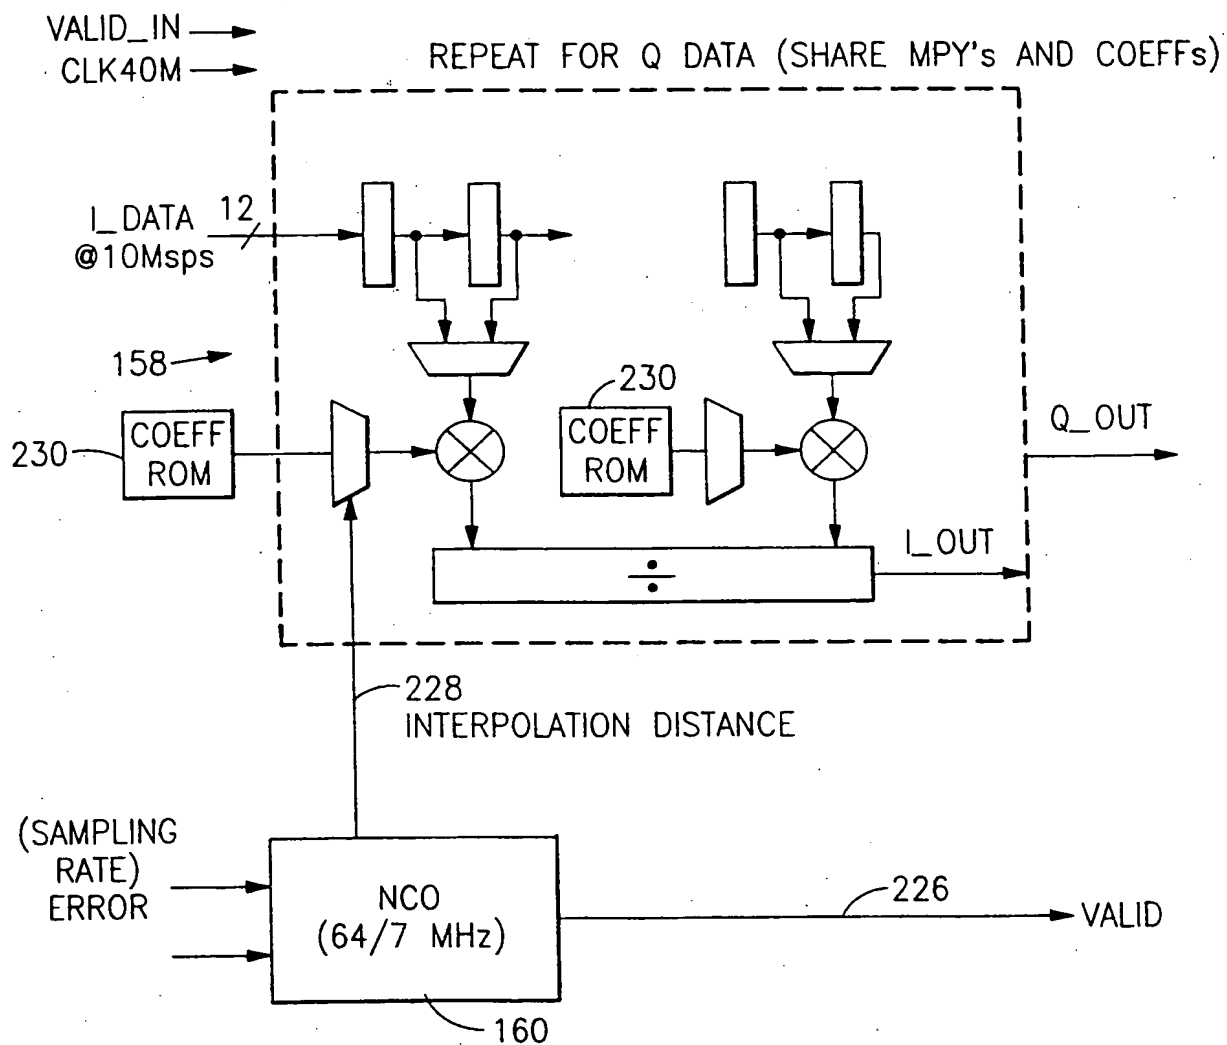 VALID_IN
CLK40M
REPEAT FOR Q DATA (SHARE MPY's AND COEFFs)
I_DATA
@10Msps
12
158
230
COEFF
ROM
230
COEFF
ROM
Q_OUT
I_OUT
÷
228
INTERPOLATION DISTANCE
(SAMPLING
RATE)
ERROR
NCO
(64/7 MHz)
226
VALID
160